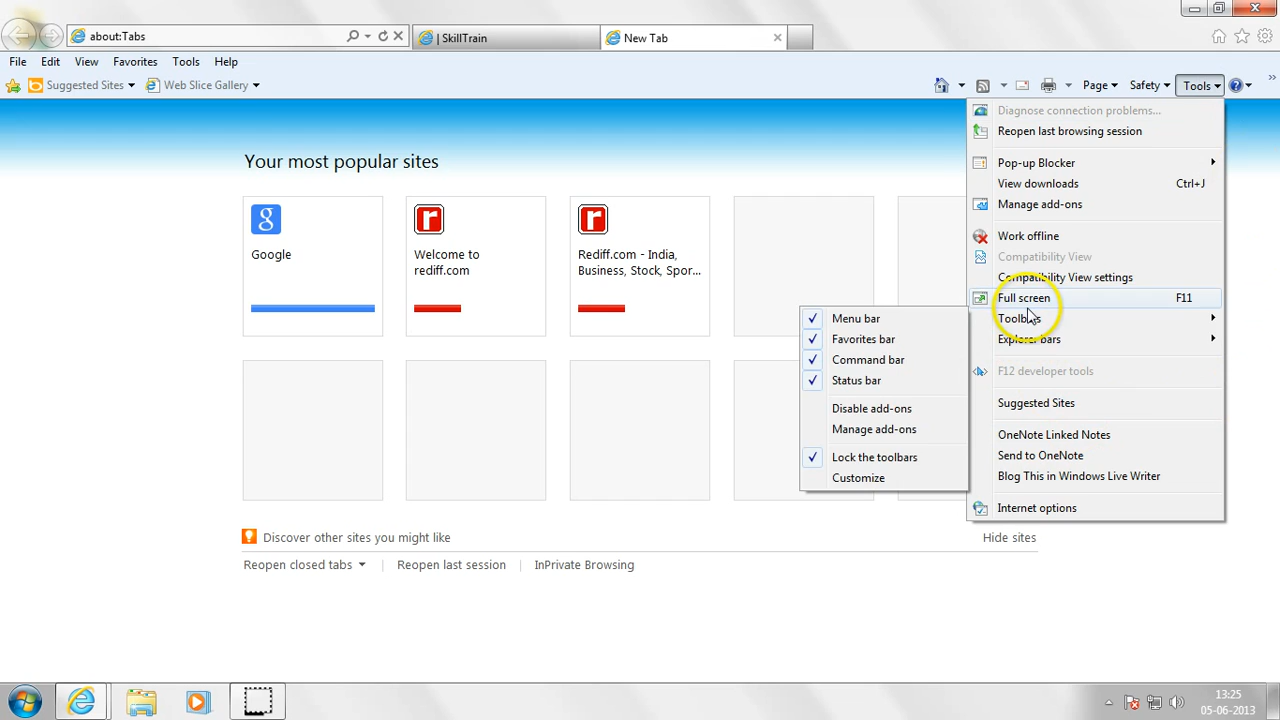 about:Tabs
| SkillTrain
New Tab
File Edit View Favorites Tools Help
Suggested Sites
Web Slice Gallery
Page
Safety
Tools
Your most popular sites
Google
Welcome to
rediff.com
Rediff.com - India,
Business, Stock, Spor...
Diagnose connection problems...
Reopen last browsing session
Pop-up Blocker
View downloads Ctrl+J
Manage add-ons
Work offline
Compatibility View
Compatibility View settings
Full screen F11
Toolbars
Explorer bars
F12 developer tools
Suggested Sites
OneNote Linked Notes
Send to OneNote
Blog This in Windows Live Writer
Internet options
Menu bar
Favorites bar
Command bar
Status bar
Disable add-ons
Manage add-ons
Lock the toolbars
Customize
Discover other sites you might like
Hide sites
Reopen closed tabs
Reopen last session
InPrivate Browsing
13:25
05-06-2013